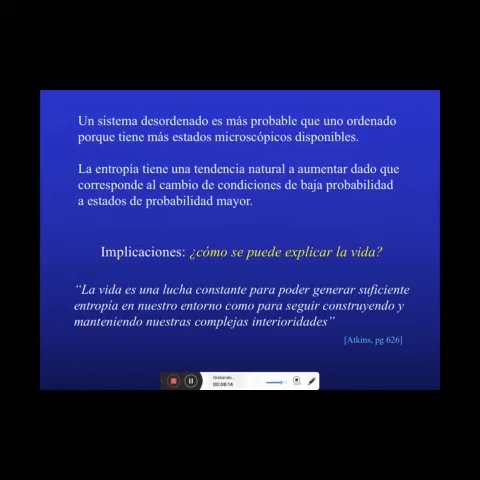 Un sistema desordenado es más probable que uno ordenado
porque tiene más estados microscópicos disponibles.
La entropía tiene una tendencia natural a aumentar dado que
corresponde al cambio de condiciones de baja probabilidad
a estados de probabilidad mayor.
Implicaciones: ¿cómo se puede explicar la vida?
“La vida es una lucha constante para poder generar suficiente
entropía en nuestro entorno como para seguir construyendo y
manteniendo nuestras complejas interioridades”
[Atkins, pg 626]
Grabando...
00:08:14